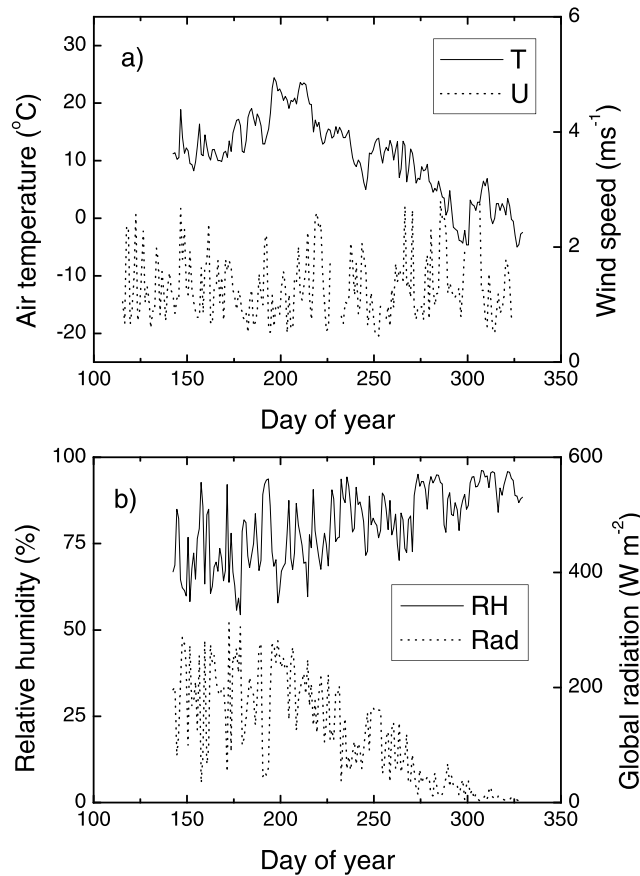 6
30
a)
T
U
20
4
10
0
2
-10
-20
0
100 150 200 250 300 350
Air temperature (°C)
Wind speed (ms⁻¹)
Day of year
100
600
b)
75
400
RH
Rad
50
200
25
0
0
100 150 200 250 300 350
Relative humidity (%)
Global radiation (W m⁻²)
Day of year